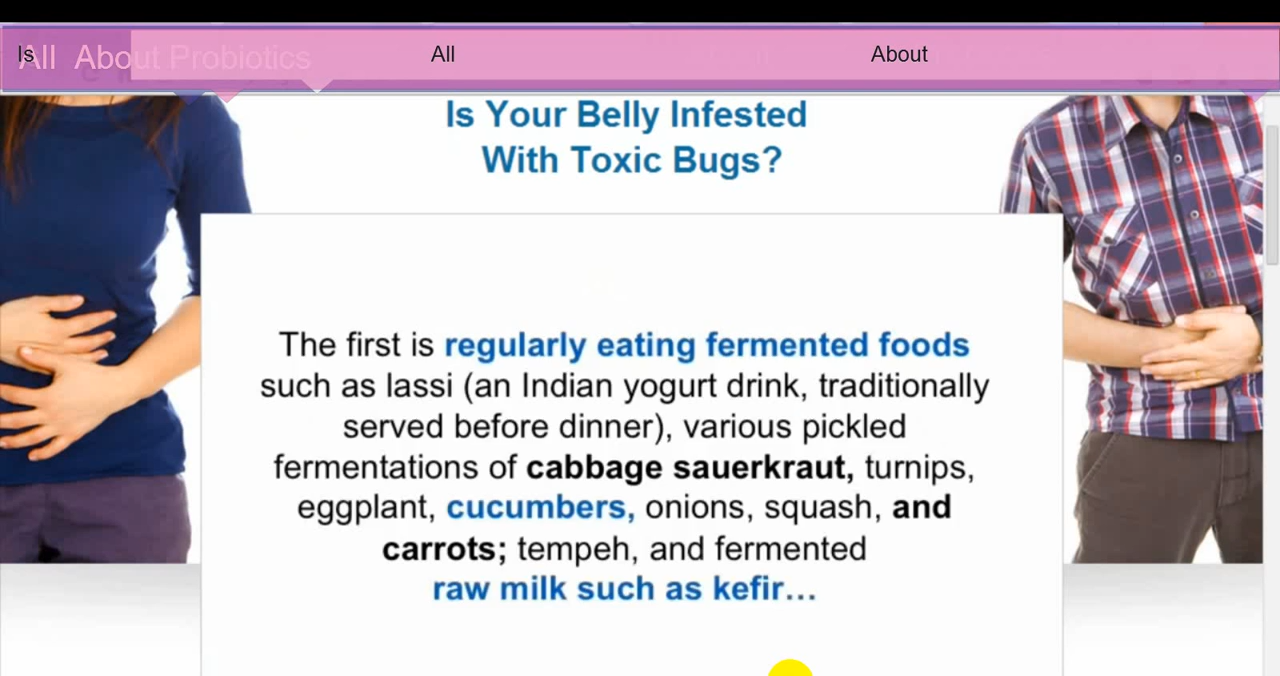 Is All About
All About Probiotics
Is Your Belly Infested
With Toxic Bugs?
The first is regularly eating fermented foods
such as lassi (an Indian yogurt drink, traditionally
served before dinner), various pickled
fermentations of cabbage sauerkraut, turnips,
eggplant, cucumbers, onions, squash, and
carrots; tempeh, and fermented
raw milk such as kefir...